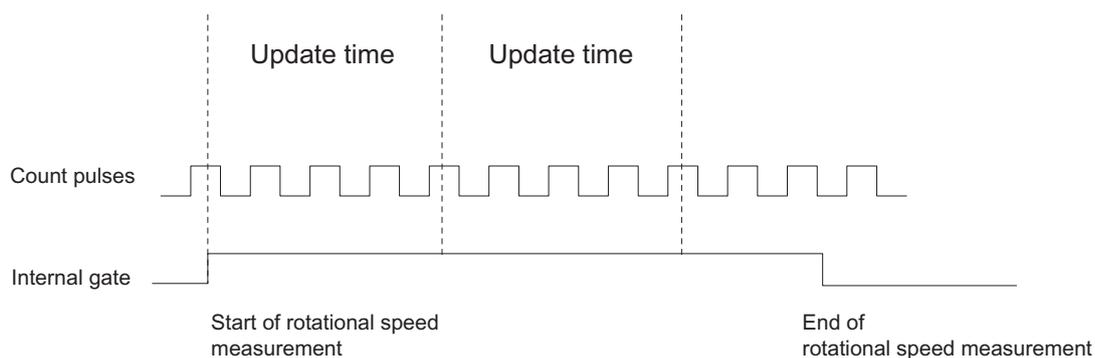 Update time
Update time
Count pulses
Internal gate
Start of rotational speed
measurement
End of
rotational speed measurement